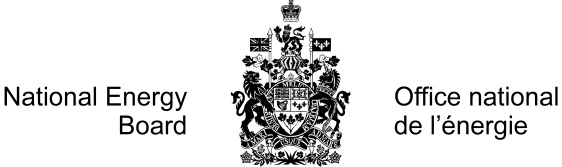 National Energy
Board
Office national
de l'énergie